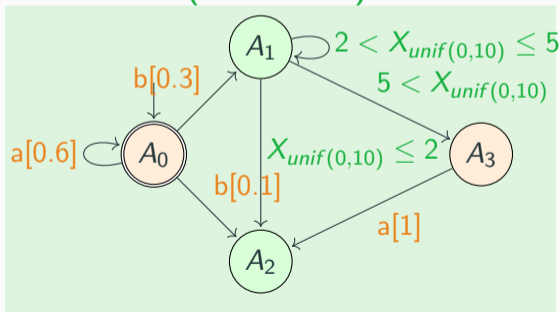 A₁
2 < X_unif(0,10) ≤ 5
b[0.3]
5 < X_unif(0,10)
a[0.6]
A₀
X_unif(0,10) ≤ 2
A₃
b[0.1]
a[1]
A₂